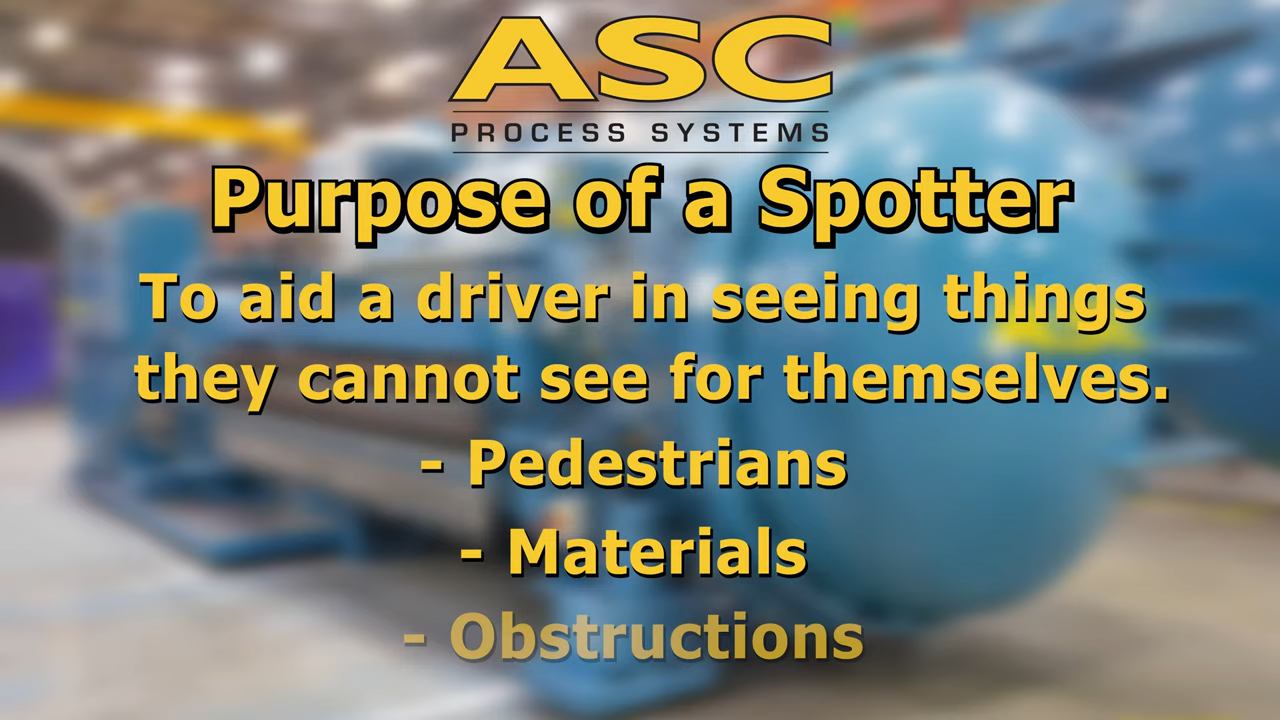 ASC
PROCESS SYSTEMS
Purpose of a Spotter
To aid a driver in seeing things
they cannot see for themselves.
- Pedestrians
- Materials
- Obstructions